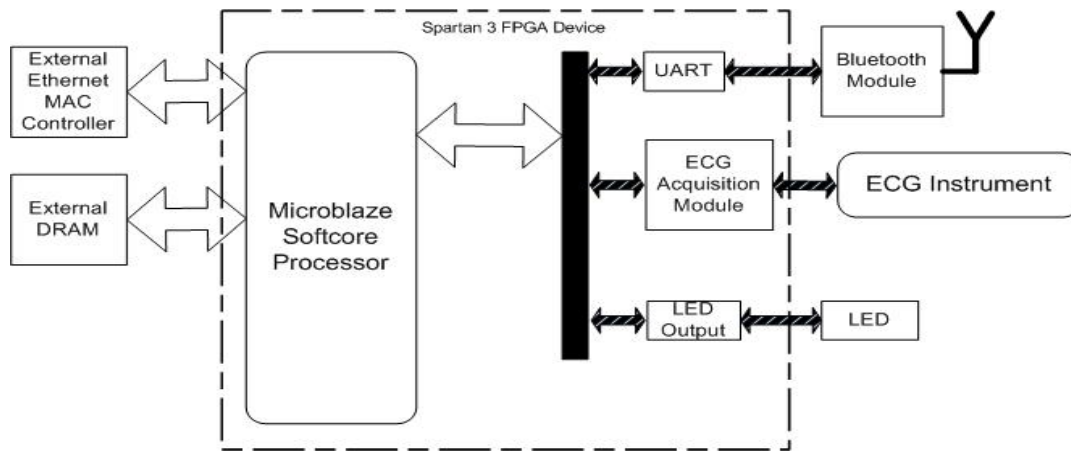 Spartan 3 FPGA Device
External
Ethernet
MAC
Controller
External
DRAM
Microblaze
Softcore
Processor
UART
Bluetooth
Module
ECG
Acquisition
Module
ECG Instrument
LED
Output
LED